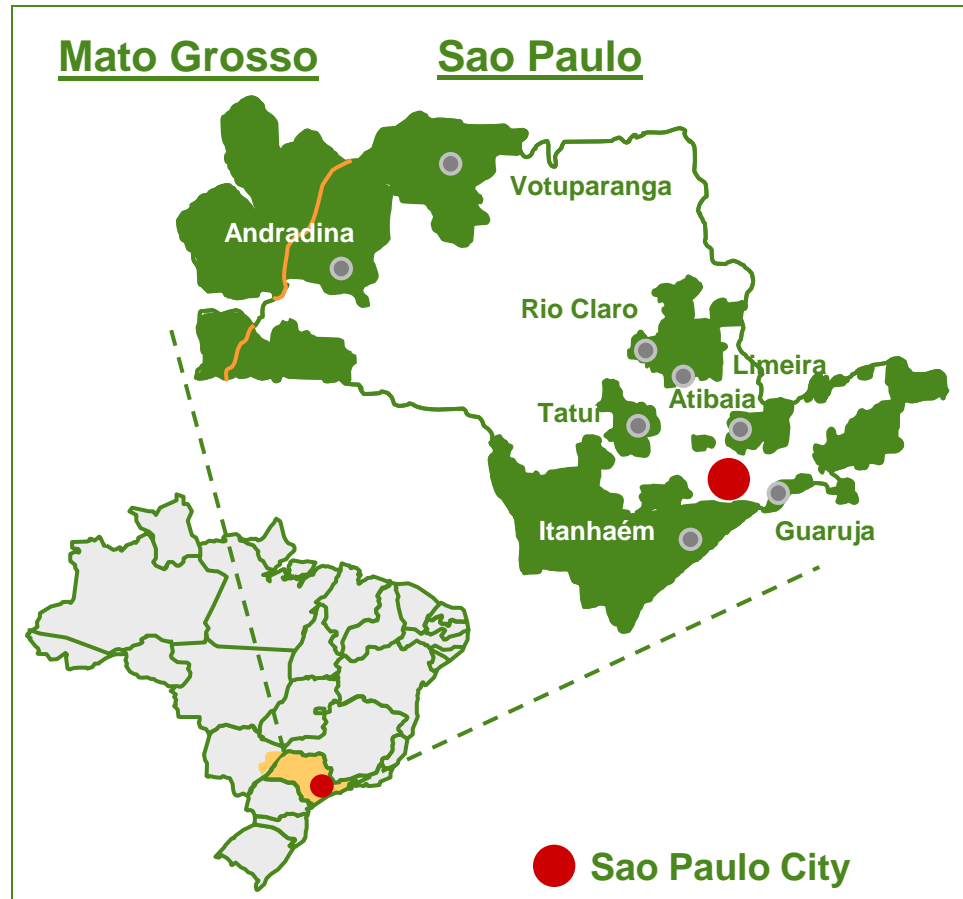 Mato Grosso
Sao Paulo
Votuparanga
Andradina
Rio Claro
Limeira
Atibaia
Tatuí
Itanhaém
Guaruja
Sao Paulo City